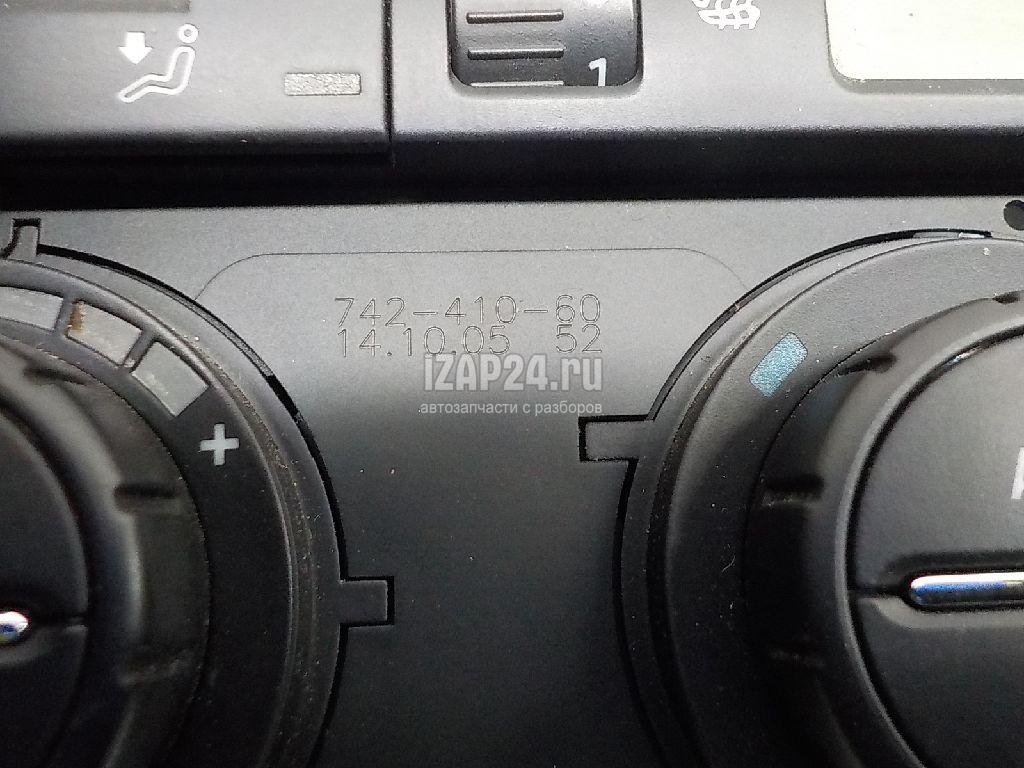 1
742-410-60
14.10.05 52
iZAP24.ru
автозапчасти с разборов
+